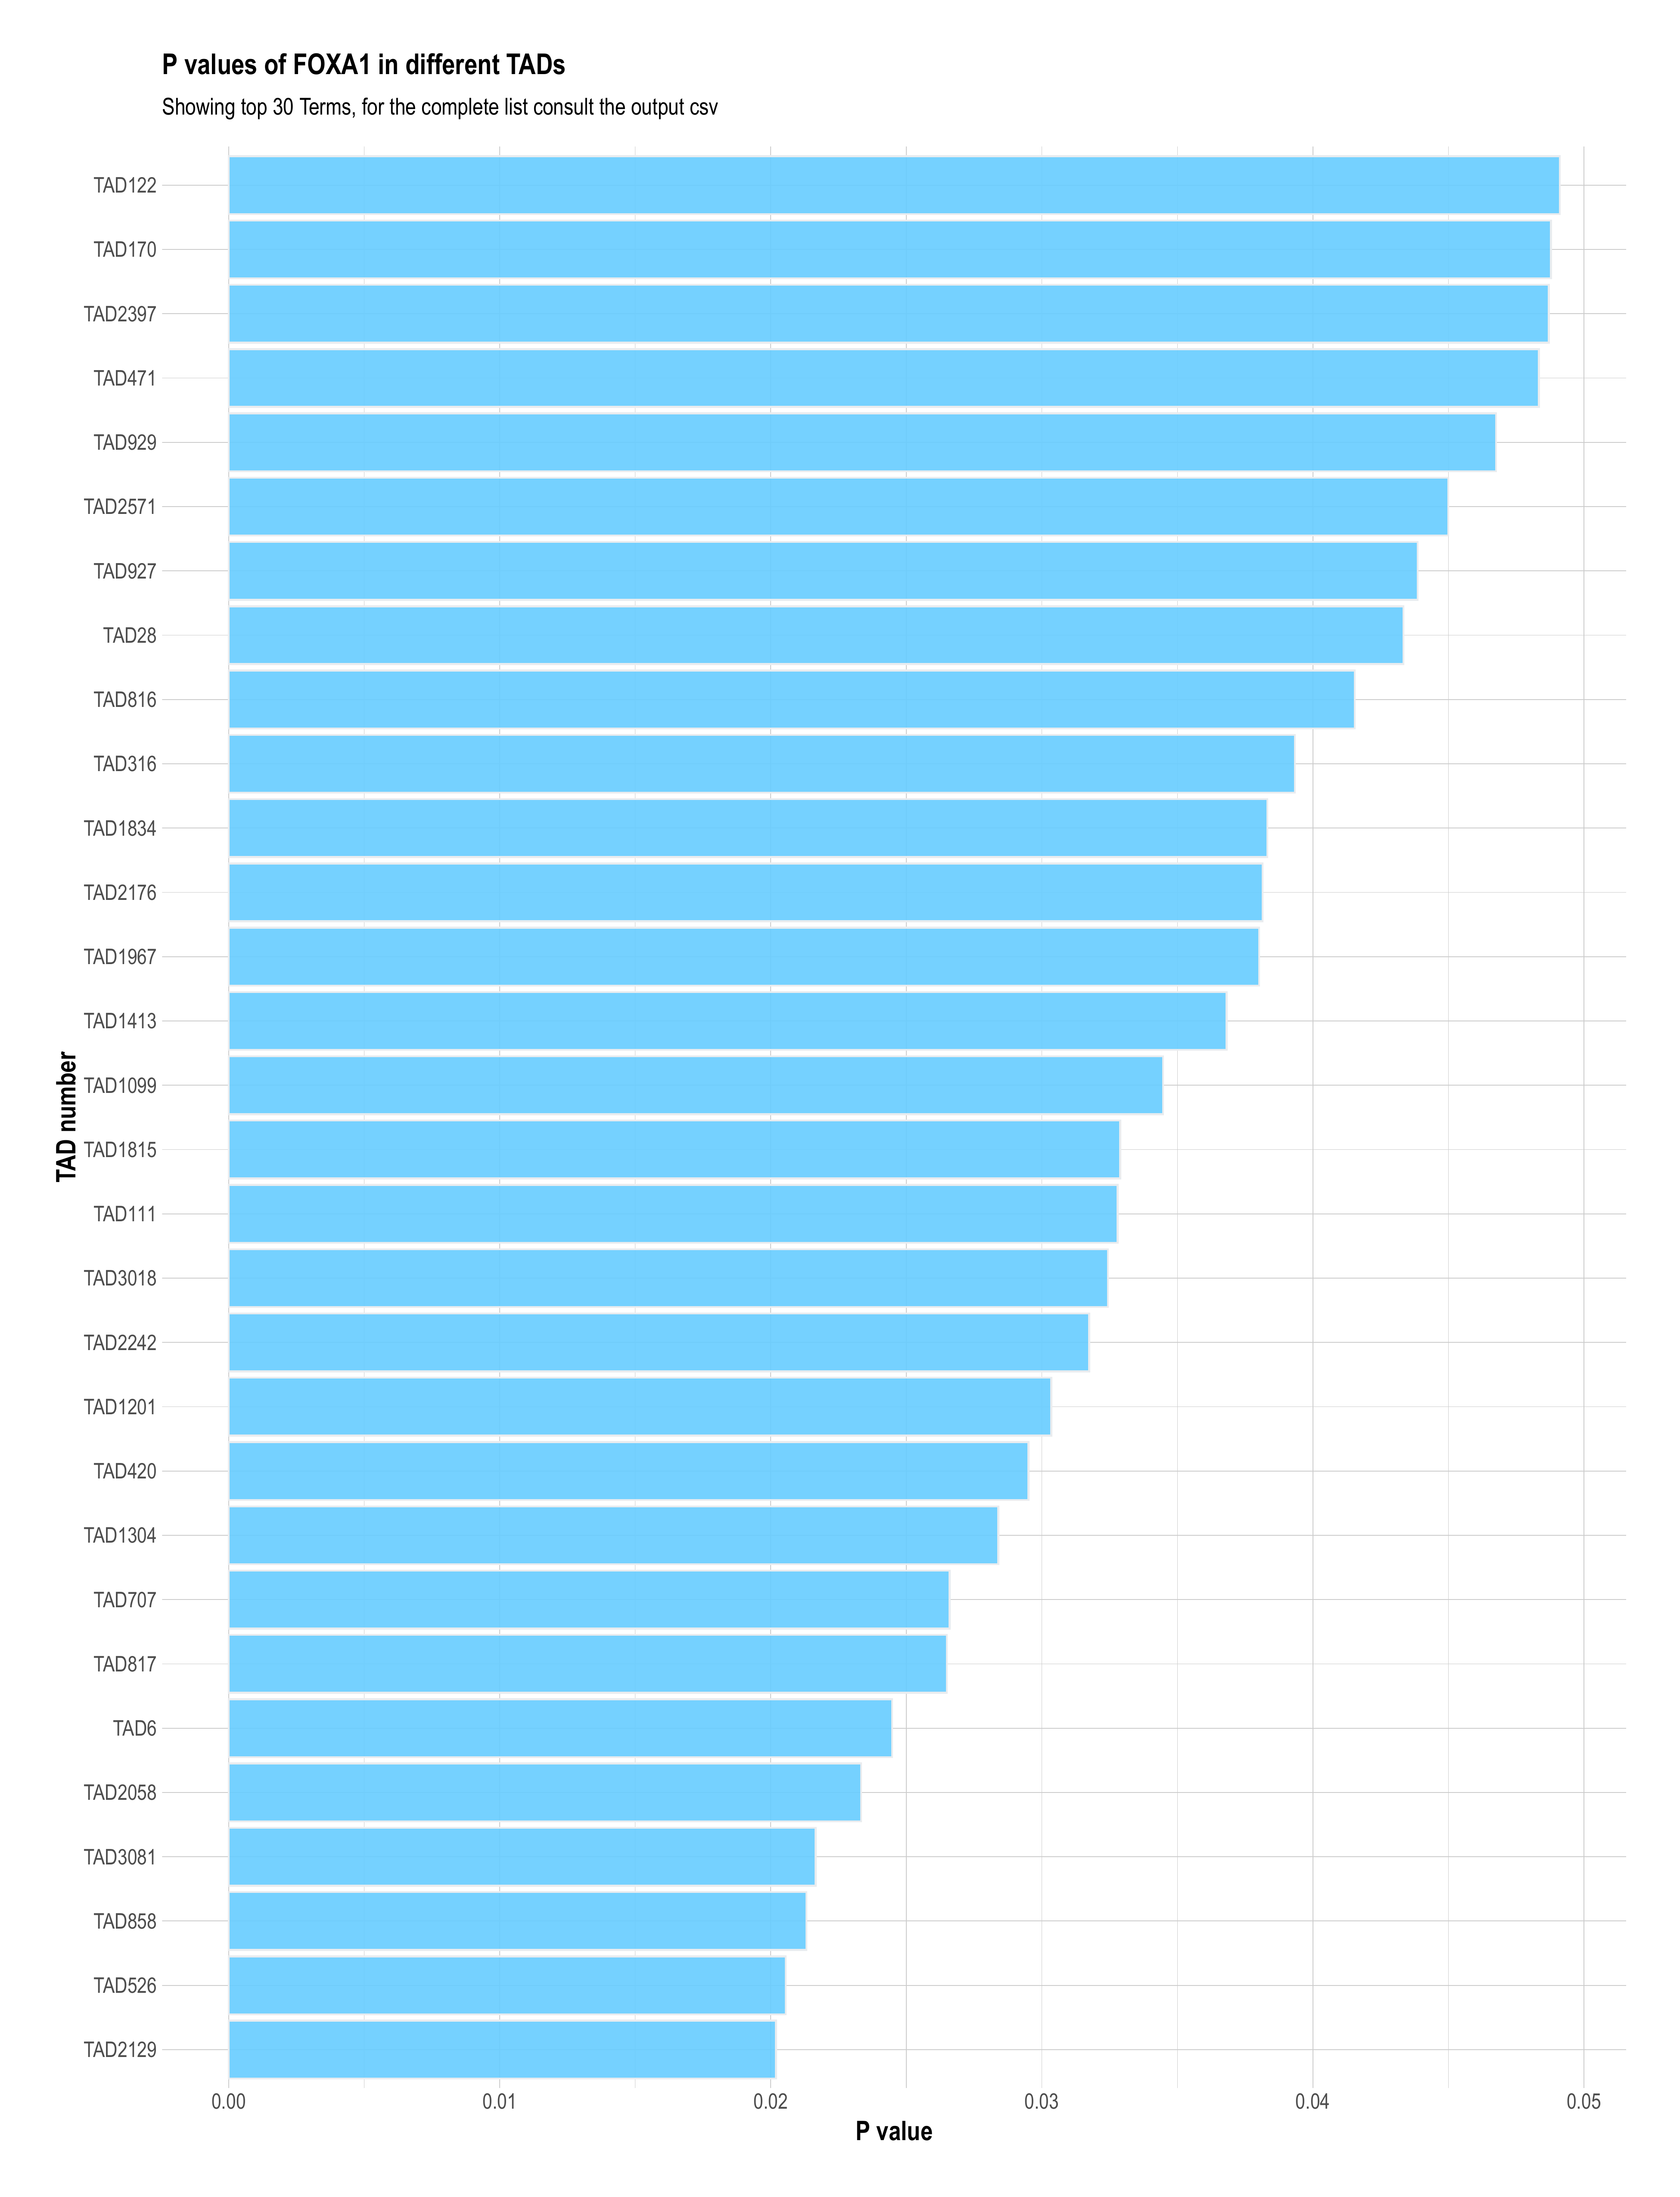 P values of FOXA1 in different TADs
Showing top 30 Terms, for the complete list consult the output csv
TAD122
TAD170
TAD2397
TAD471
TAD929
TAD2571
TAD927
TAD28
TAD816
TAD316
TAD1834
TAD2176
TAD1967
TAD1413
TAD1099
TAD1815
TAD111
TAD3018
TAD2242
TAD1201
TAD420
TAD1304
TAD707
TAD817
TAD6
TAD2058
TAD3081
TAD858
TAD526
TAD2129
TAD number
0.00 0.01 0.02 0.03 0.04 0.05
P value